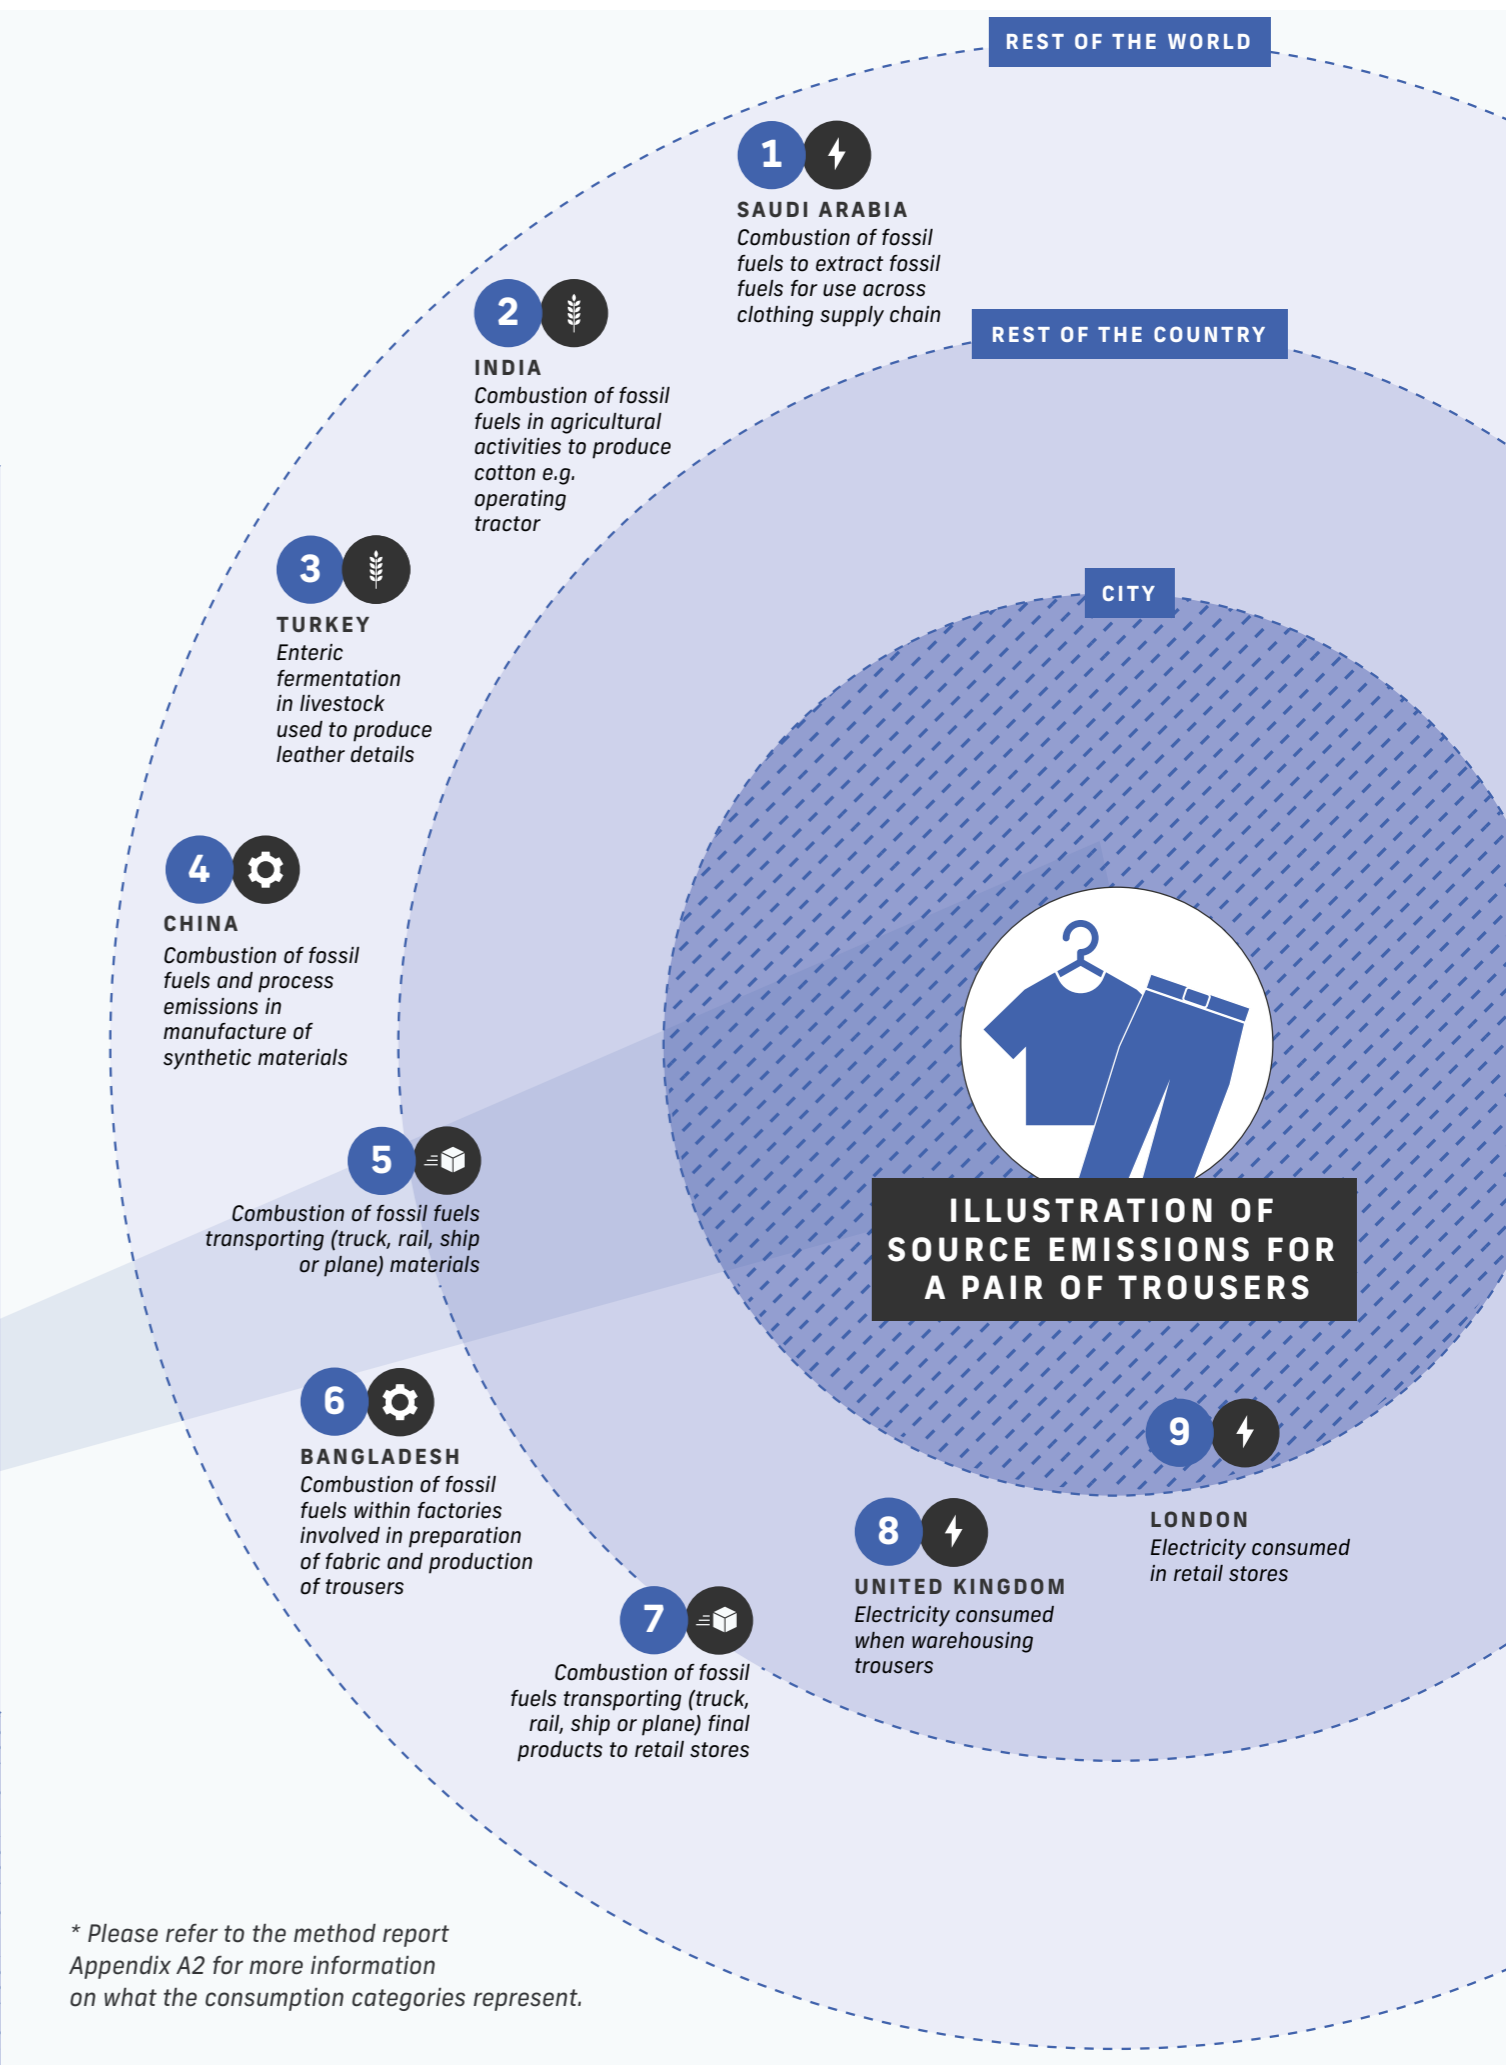 REST OF THE WORLD
1
SAUDI ARABIA
Combustion of fossil
fuels to extract fossil
fuels for use across
clothing supply chain
2
INDIA
Combustion of fossil
fuels in agricultural
activities to produce
cotton e.g.
operating
tractor
REST OF THE COUNTRY
3
TURKEY
Enteric
fermentation
in livestock
used to produce
leather details
CITY
4
CHINA
Combustion of fossil
fuels and process
emissions in
manufacture of
synthetic materials
5
Combustion of fossil fuels
transporting (truck, rail, ship
or plane) materials
ILLUSTRATION OF
SOURCE EMISSIONS FOR
A PAIR OF TROUSERS
6
BANGLADESH
Combustion of fossil
fuels within factories
involved in preparation
of fabric and production
of trousers
7
Combustion of fossil
fuels transporting (truck,
rail, ship or plane) final
products to retail stores
8
UNITED KINGDOM
Electricity consumed
when warehousing
trousers
9
LONDON
Electricity consumed
in retail stores
* Please refer to the method report
Appendix A2 for more information
on what the consumption categories represent.